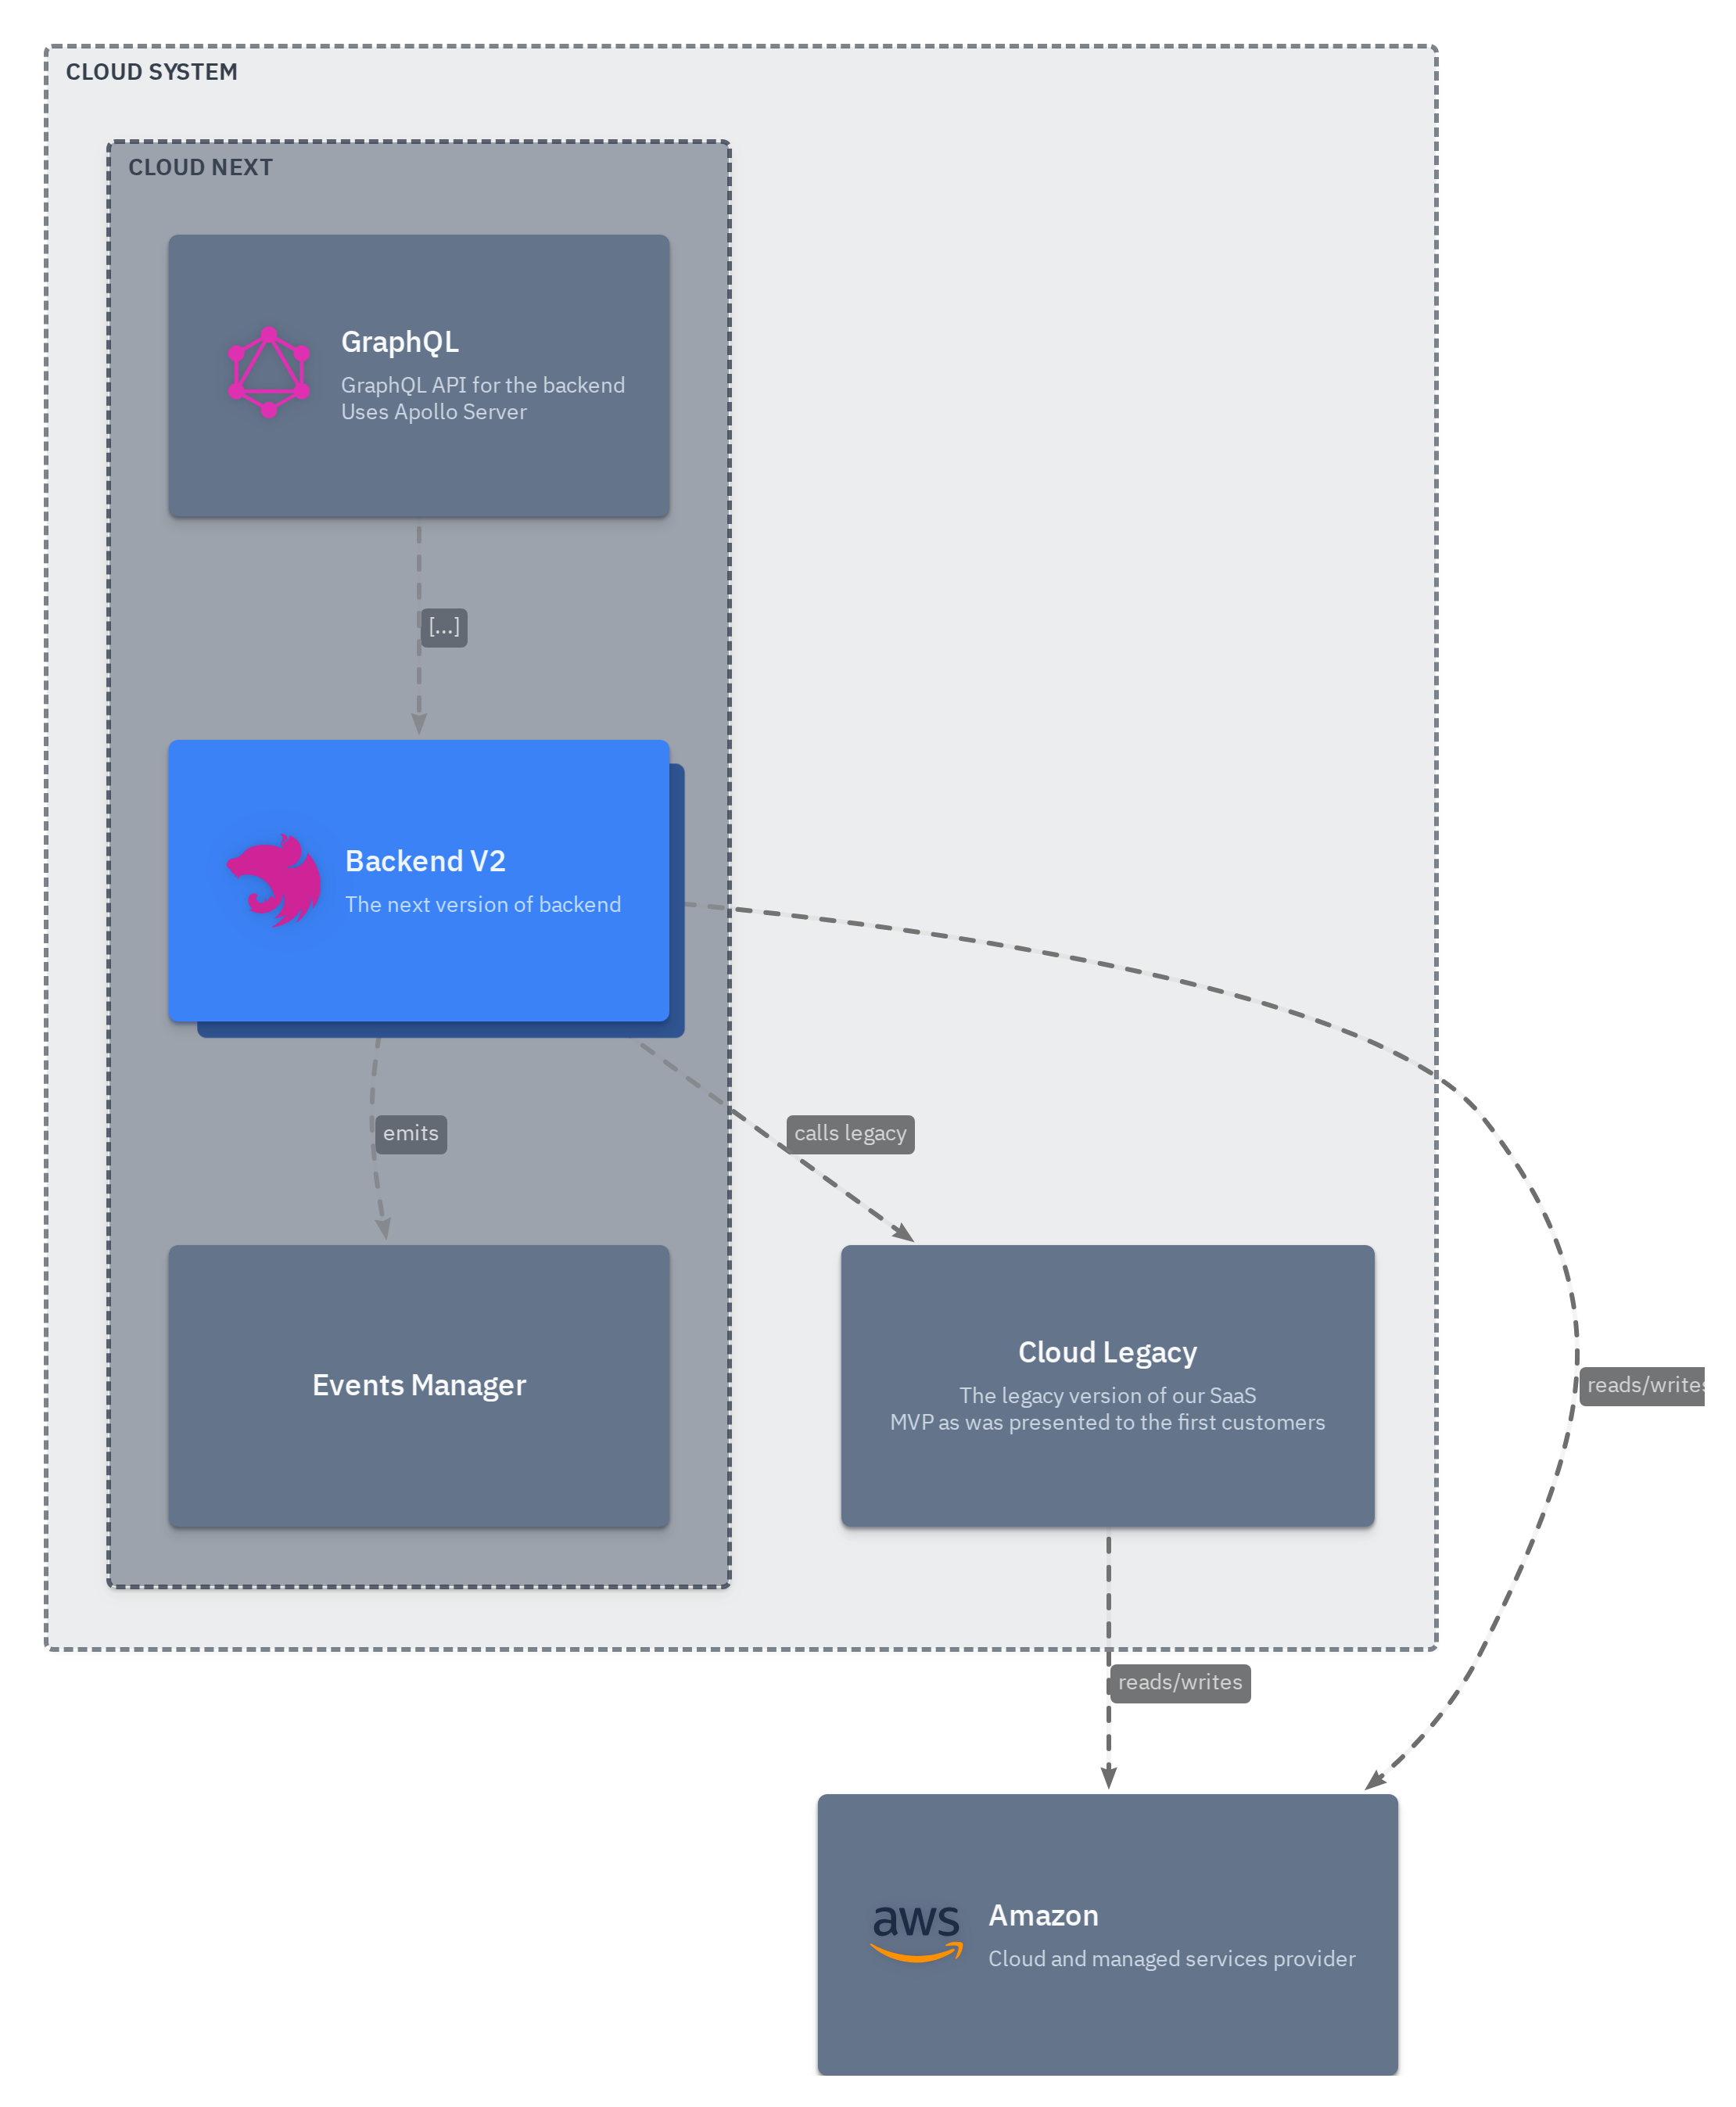 CLOUD SYSTEM
CLOUD NEXT
GraphQL
GraphQL API for the backend
Uses Apollo Server
[...]
Backend V2
The next version of backend
emits
calls legacy
Events Manager
Cloud Legacy
The legacy version of our SaaS
MVP as was presented to the first customers
reads/writes
reads/writes
aws
Amazon
Cloud and managed services provider